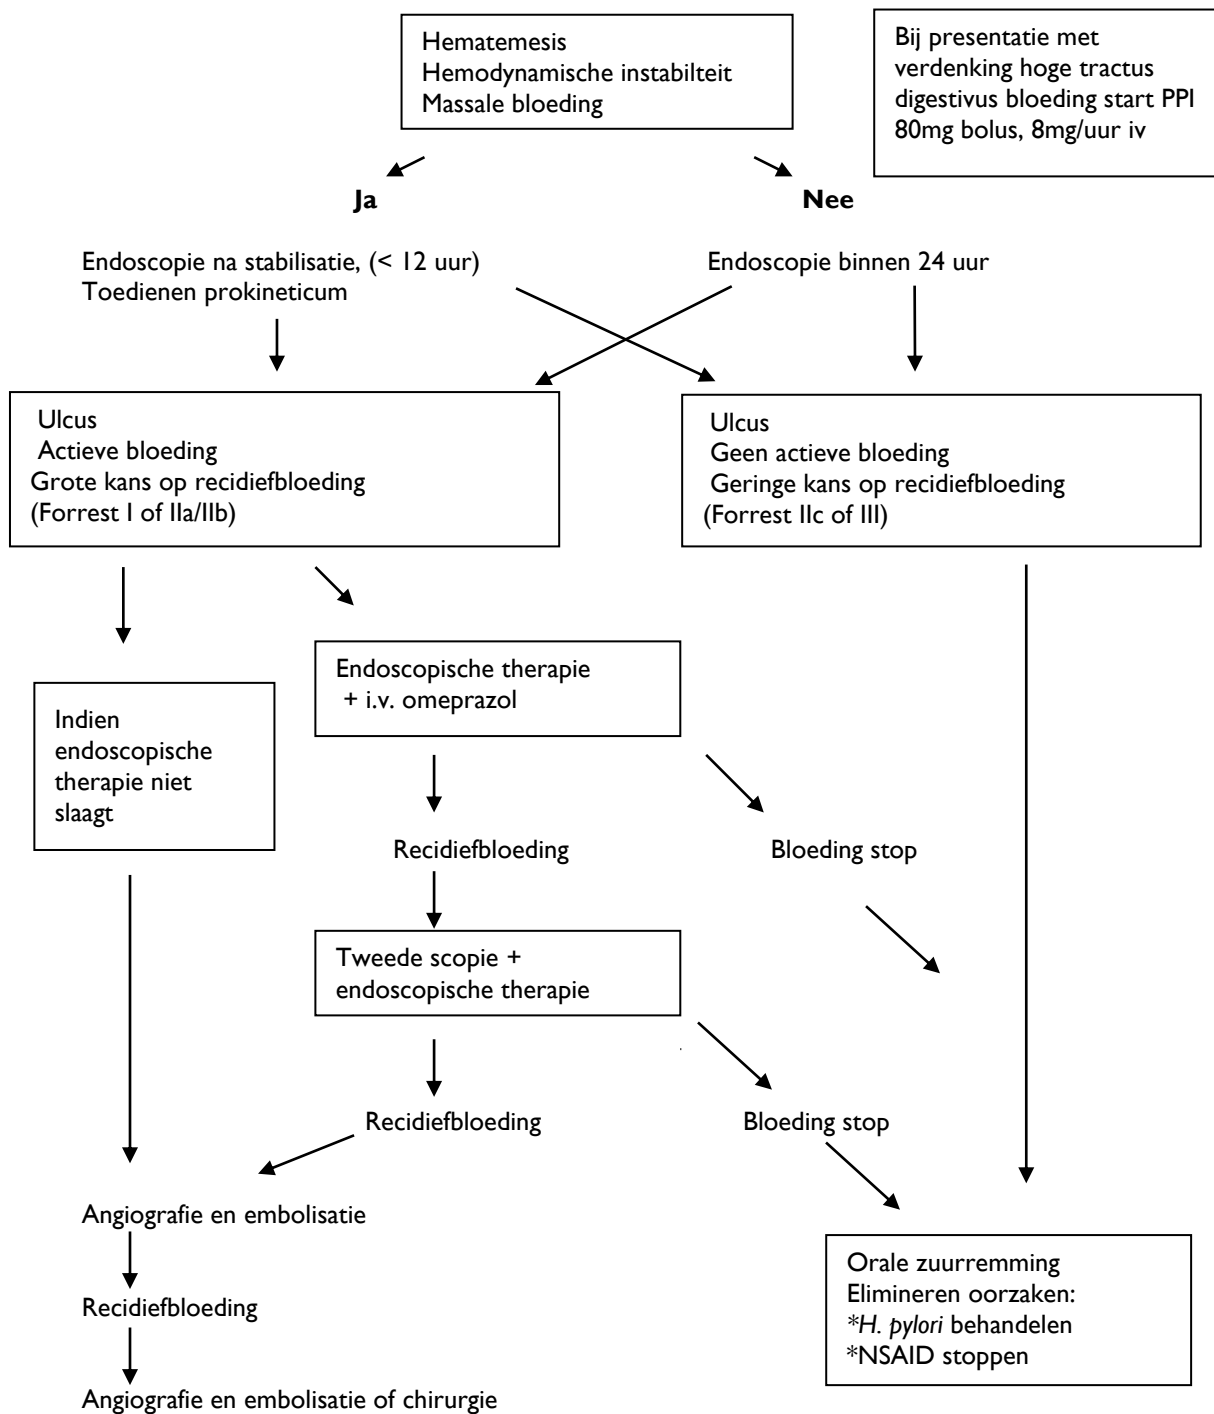 Hematemesis
Hemodynamische instabilteit
Massale bloeding
Bij presentatie met
verdenking hoge tractus
digestivus bloeding start PPI
80mg bolus, 8mg/uur iv
Ja
Nee
Endoscopie na stabilisatie, (< 12 uur)
Toedienen prokineticum
Endoscopie binnen 24 uur
Ulcus
Actieve bloeding
Grote kans op recidiefbloeding
(Forrest I of IIa/IIb)
Ulcus
Geen actieve bloeding
Geringe kans op recidiefbloeding
(Forrest IIc of III)
Endoscopische therapie
+ i.v. omeprazol
Indien
endoscopische
therapie niet
slaagt
Recidiefbloeding
Bloeding stop
Tweede scopie +
endoscopische therapie
Recidiefbloeding
Bloeding stop
Angiografie en embolisatie
Orale zuurremming
Elimineren oorzaken:
*H. pylori behandelen
*NSAID stoppen
Recidiefbloeding
Angiografie en embolisatie of chirurgie